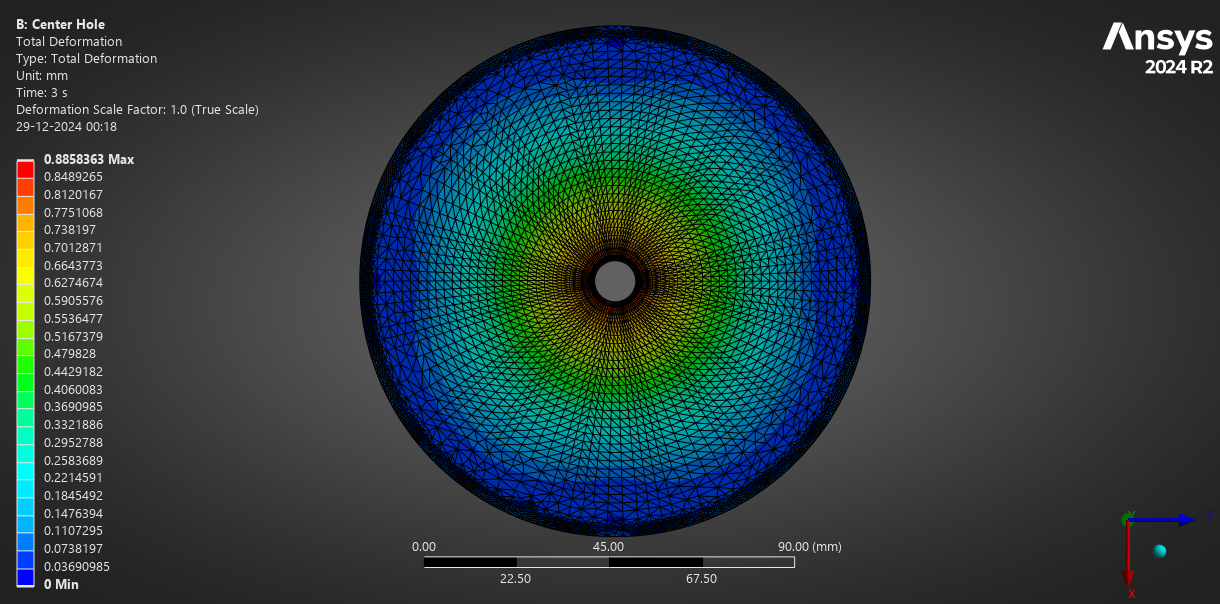 B: Center Hole
Total Deformation
Type: Total Deformation
Unit: mm
Time: 3 s
Deformation Scale Factor: 1.0 (True Scale)
29-12-2024 00:18
0.8858363 Max
0.8489265
0.8120167
0.7751068
0.738197
0.7012871
0.6643773
0.6274674
0.5905576
0.5536477
0.5167379
0.479828
0.4429182
0.4060083
0.3690985
0.3321886
0.2952788
0.2583689
0.2214591
0.1845492
0.1476394
0.1107295
0.0738197
0.03690985
0 Min
Ansys
2024 R2
0.00 45.00 90.00 (mm)
22.50 67.50
Y
Z
X